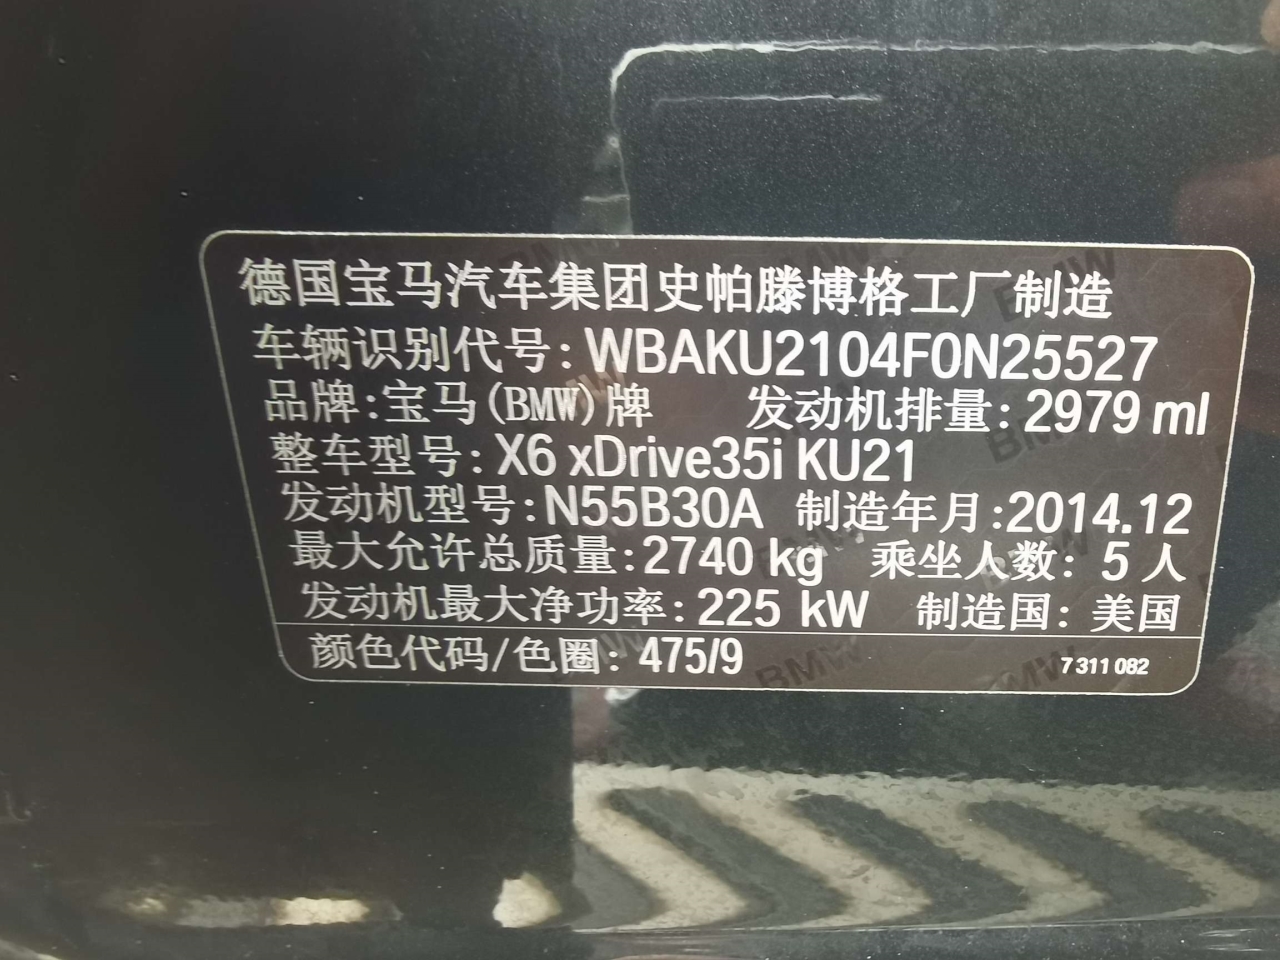 德国宝马汽车集团史帕滕博格工厂制造
车辆识别代号:WBAKU2104F0N25527
品牌:宝马(BMW)牌 发动机排量:2979 ml
整车型号:X6 xDrive35i KU21
发动机型号:N55B30A 制造年月:2014.12
最大允许总质量:2740 kg 乘坐人数: 5 人
发动机最大净功率:225 kW 制造国: 美国
颜色代码/色圈: 475/9 7 311 082